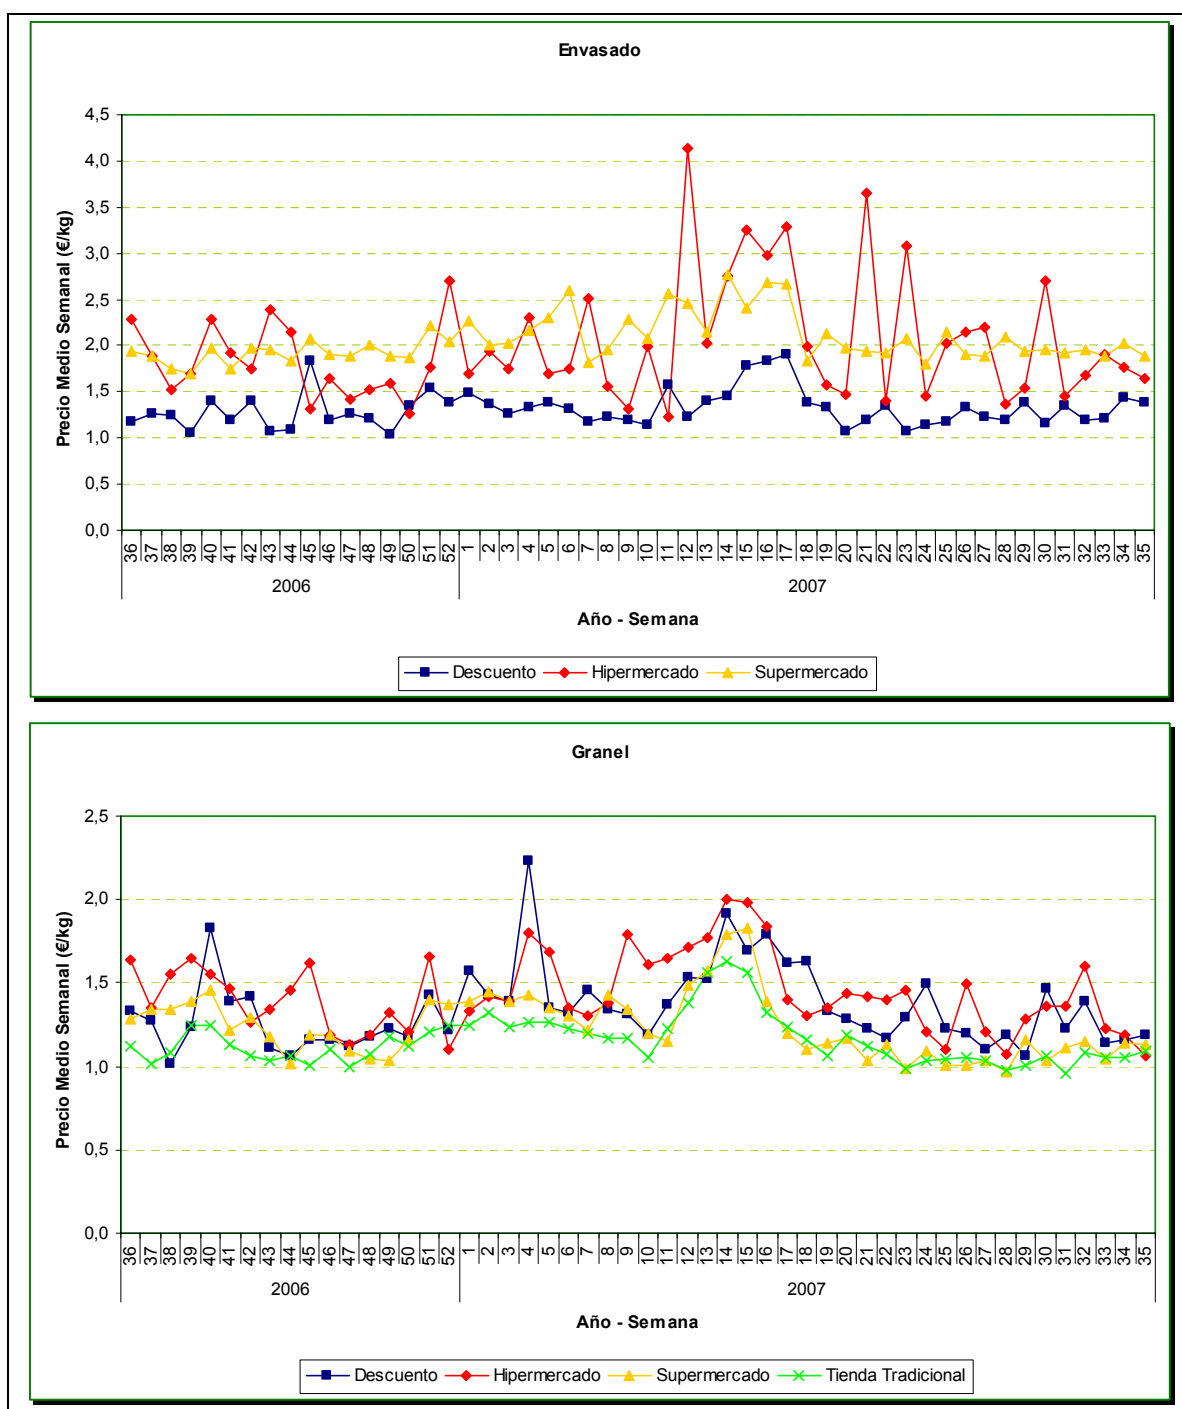 Envasado
4,5
4,0
3,5
3,0
2,5
2,0
1,5
1,0
0,5
0,0
Precio Medio Semanal (€/kg)
36 37 38 39 40 41 42 43 44 45 46 47 48 49 50 51 52 1 2 3 4 5 6 7 8 9 10 11 12 13 14 15 16 17 18 19 20 21 22 23 24 25 26 27 28 29 30 31 32 33 34 35
2006 2007
Año - Semana
Descuento Hipermercado Supermercado
Granel
2,5
2,0
1,5
1,0
0,5
0,0
Precio Medio Semanal (€/kg)
36 37 38 39 40 41 42 43 44 45 46 47 48 49 50 51 52 1 2 3 4 5 6 7 8 9 10 11 12 13 14 15 16 17 18 19 20 21 22 23 24 25 26 27 28 29 30 31 32 33 34 35
2006 2007
Año - Semana
Descuento Hipermercado Supermercado Tienda Tradicional